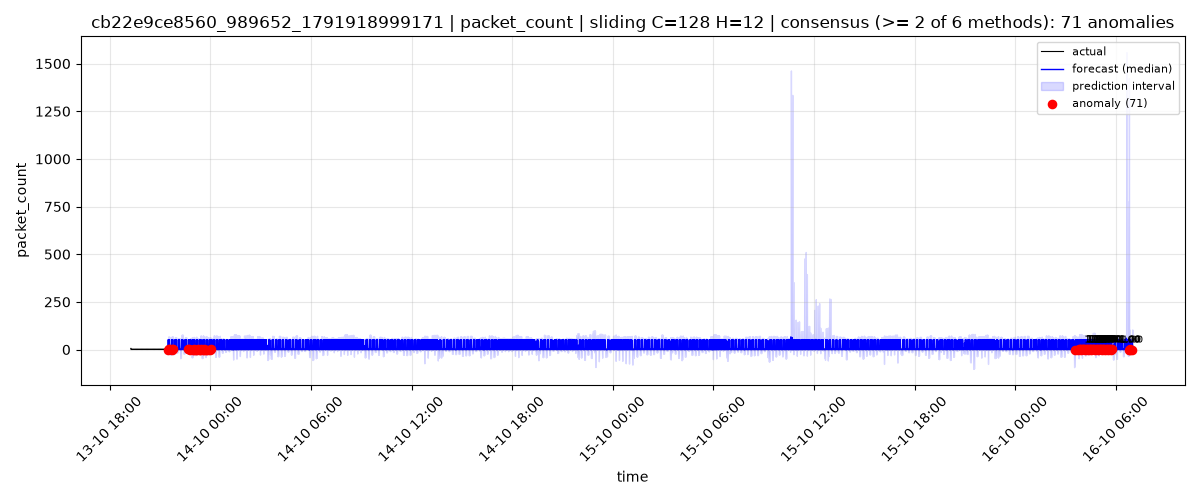 cb22e9ce8560_989652_1791918999171 | packet_count | sliding C=128 H=12 | consensus (>= 2 of 6 methods): 71 anomalies
actual
forecast (median)
prediction interval
anomaly (71)
packet_count
1500
1250
1000
750
500
250
0
13-10 18:00
14-10 00:00
14-10 06:00
14-10 12:00
14-10 18:00
15-10 00:00
15-10 06:00
15-10 12:00
15-10 18:00
16-10 00:00
16-10 06:00
time